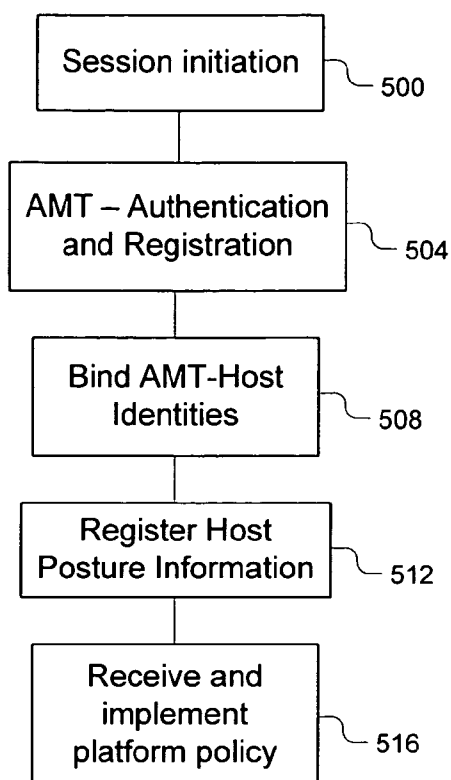 Session initiation
500
AMT – Authentication
and Registration
504
Bind AMT-Host
Identities
508
Register Host
Posture Information
512
Receive and
implement
platform policy
516